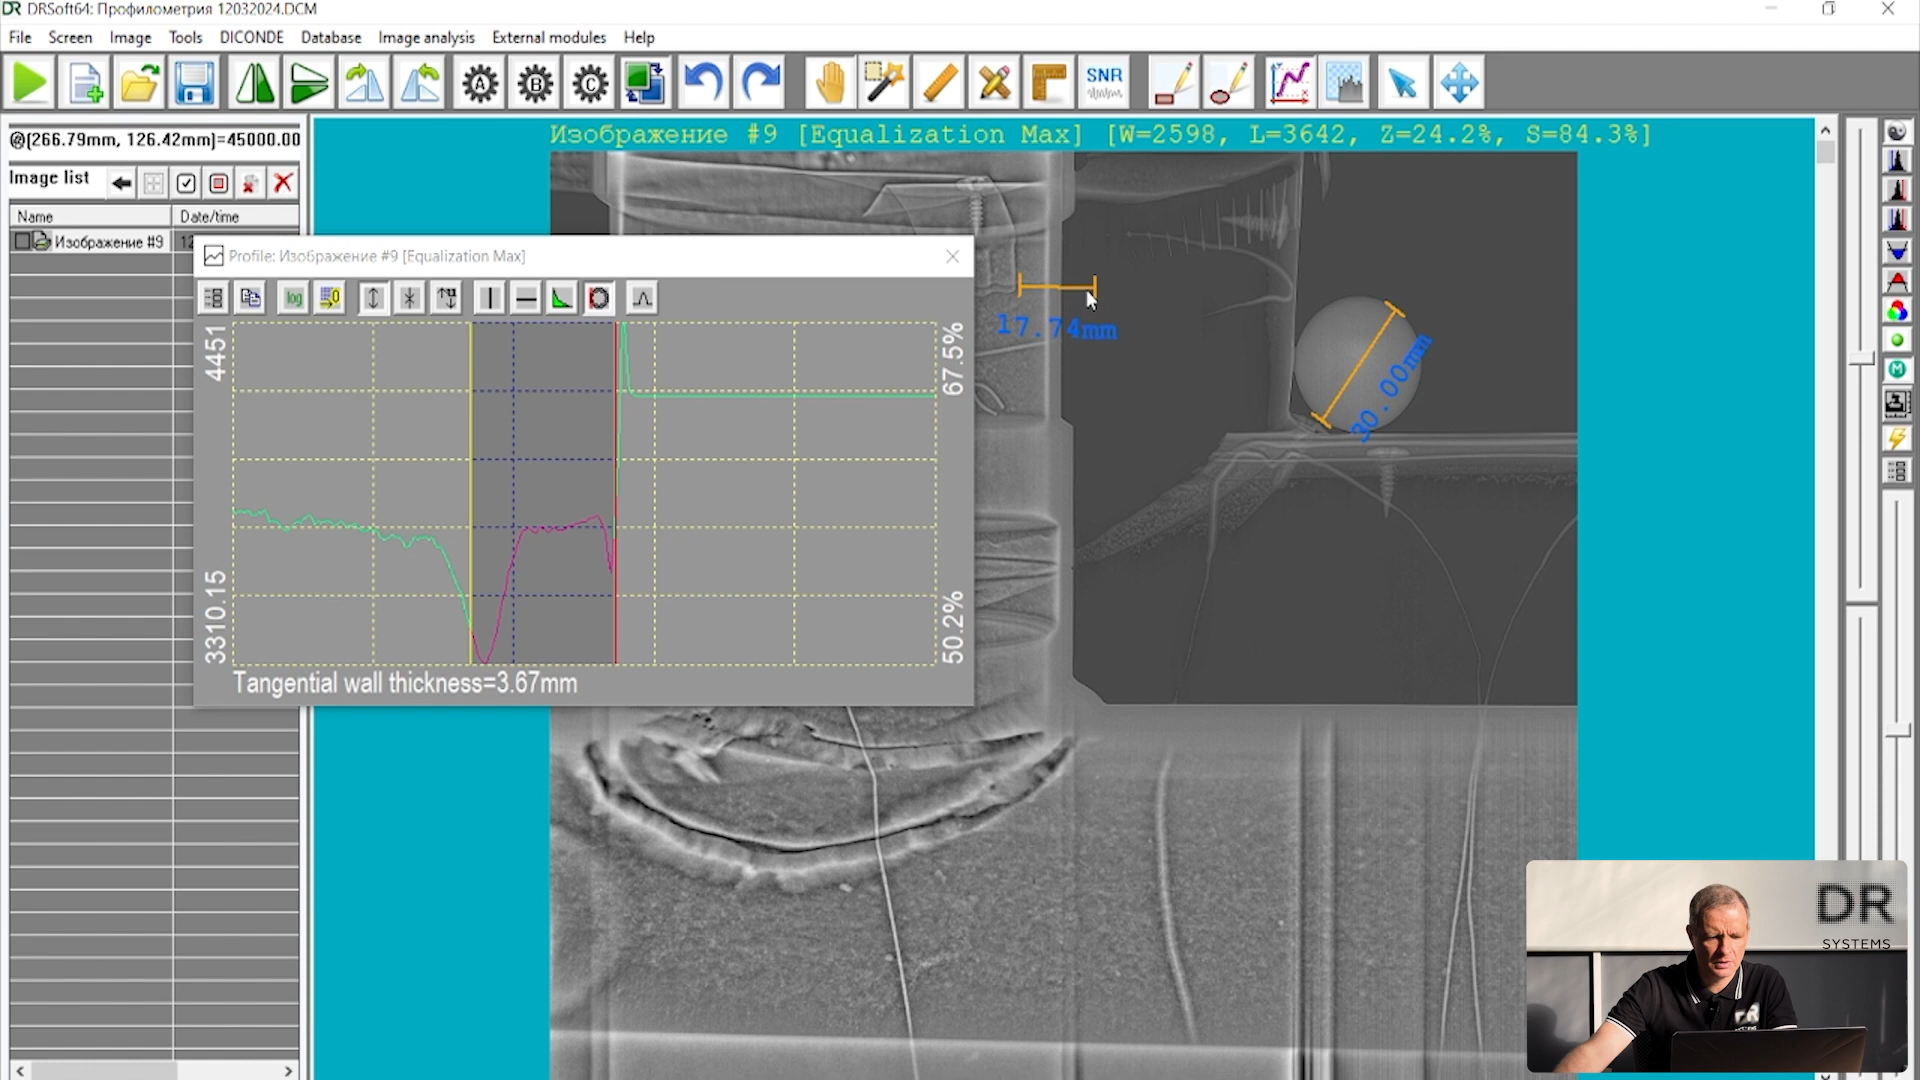 DRSoft64: Профилометрия 12032024.DCM
File Screen Image Tools DICONDE Database Image analysis External modules Help
A B C SNR
@(266.79mm, 126.42mm)=45000.00
Изображение #9 [Equalization Max] [W=2598, L=3642, Z=24.2%, S=84.3%]
Image list
Name Date/time
Изображение #9 12
Profile: Изображение #9 [Equalization Max]
log
4451
67.5%
3310.15
50.2%
Tangential wall thickness=3.67mm
17.74mm
30.00mm
M
DR
SYSTEMS